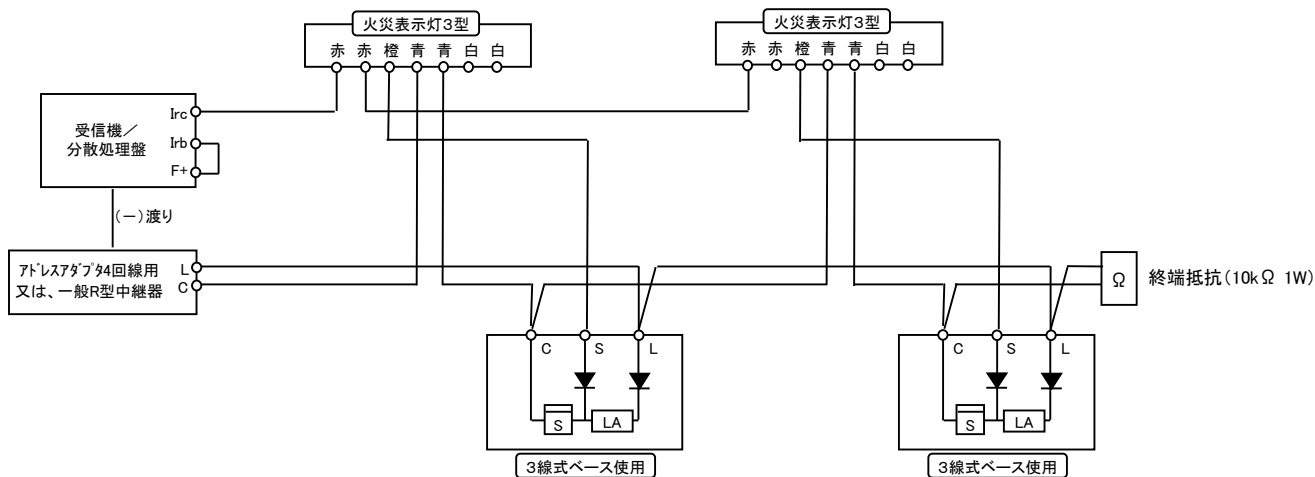 火災表示灯3型
火災表示灯3型
赤 赤 橙 青 青 白 白
赤 赤 橙 青 青 白 白
Irc
受信機／
分散処理盤
Irb
F+
(－)渡り
ｱﾄﾞﾚｽｱﾀﾞﾌﾟﾀ4回線用
又は、一般R型中継器
L
C
Ω
終端抵抗(10kΩ 1W)
C S L
C S L
S LA
S LA
3線式ベース使用
3線式ベース使用